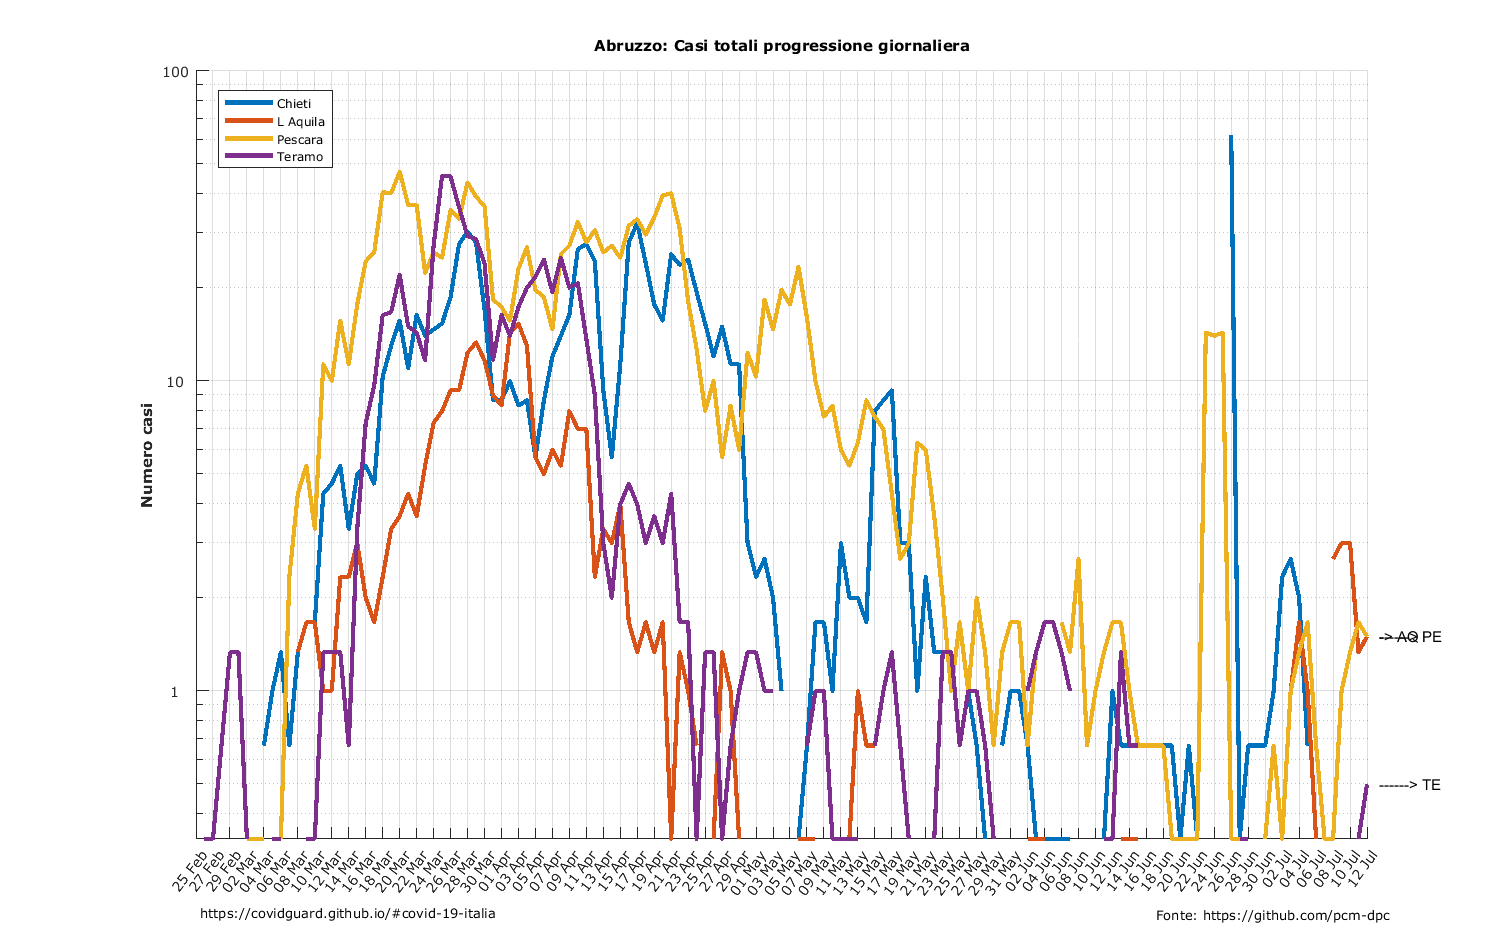 Abruzzo: Casi totali progressione giornaliera
100
10
1
Numero casi
Chieti
L Aquila
Pescara
Teramo
PE
------> TE
25 Feb
27 Feb
29 Feb
02 Mar
04 Mar
06 Mar
08 Mar
10 Mar
12 Mar
14 Mar
16 Mar
18 Mar
20 Mar
22 Mar
24 Mar
26 Mar
28 Mar
30 Mar
01 Apr
03 Apr
05 Apr
07 Apr
09 Apr
11 Apr
13 Apr
15 Apr
17 Apr
19 Apr
21 Apr
23 Apr
25 Apr
27 Apr
29 Apr
01 May
03 May
05 May
07 May
09 May
11 May
13 May
15 May
17 May
19 May
21 May
23 May
25 May
27 May
29 May
31 May
02 Jun
04 Jun
06 Jun
08 Jun
10 Jun
12 Jun
14 Jun
16 Jun
18 Jun
20 Jun
22 Jun
24 Jun
26 Jun
28 Jun
30 Jun
02 Jul
04 Jul
06 Jul
08 Jul
10 Jul
12 Jul
https://covidguard.github.io/#covid-19-italia
Fonte: https://github.com/pcm-dpc